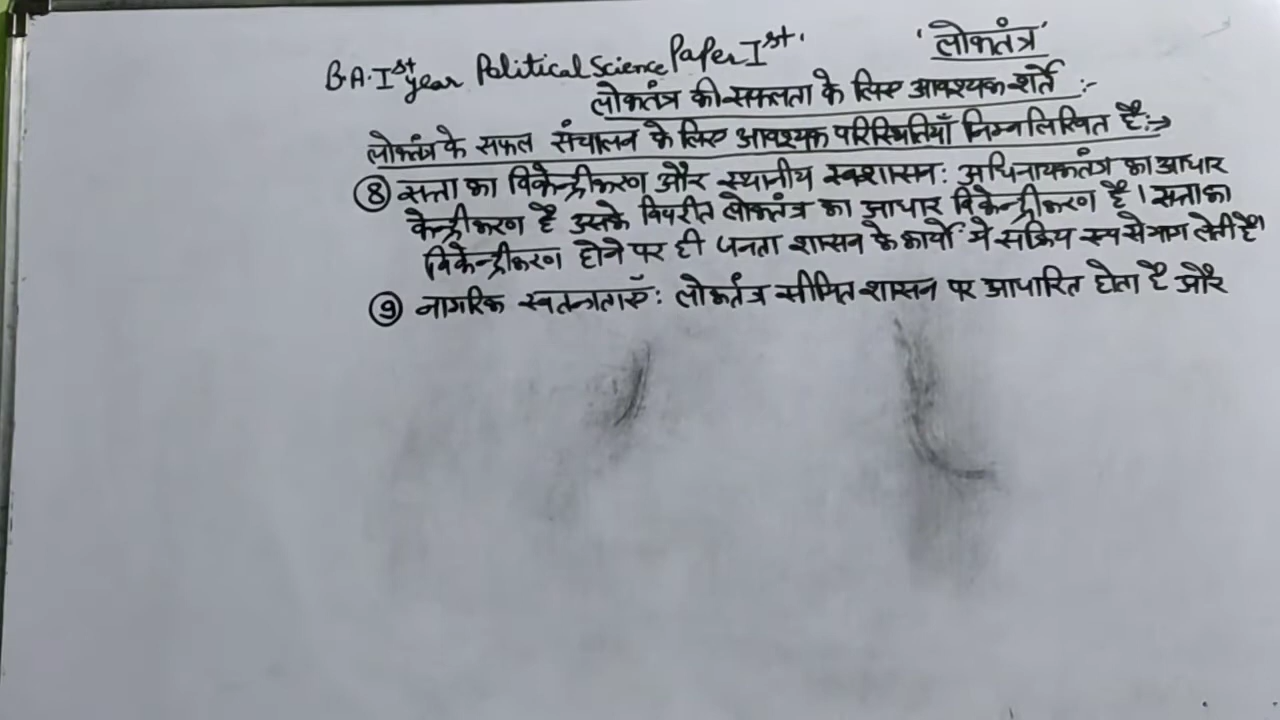 B.A. Ist year Political Science Paper Ist.
'लोकतंत्र'
लोकतंत्र की सफलता के लिए आवश्यक शर्तें :-
लोकतंत्र के सफल संचालन के लिए आवश्यक परिस्थितियाँ निम्नलिखित हैं:→
⑧ सत्ता का विकेन्द्रीकरण और स्थानीय स्वशासन: अधिनायकतंत्र का आधार
केन्द्रीकरण है उसके विपरीत लोकतंत्र का आधार विकेन्द्रीकरण है। सत्ता का
विकेन्द्रीकरण होने पर ही जनता शासन के कार्यों में सक्रिय रूप से भाग लेती है।
⑨ नागरिक स्वतन्त्रताएँ: लोकतंत्र सीमित शासन पर आधारित होता है और